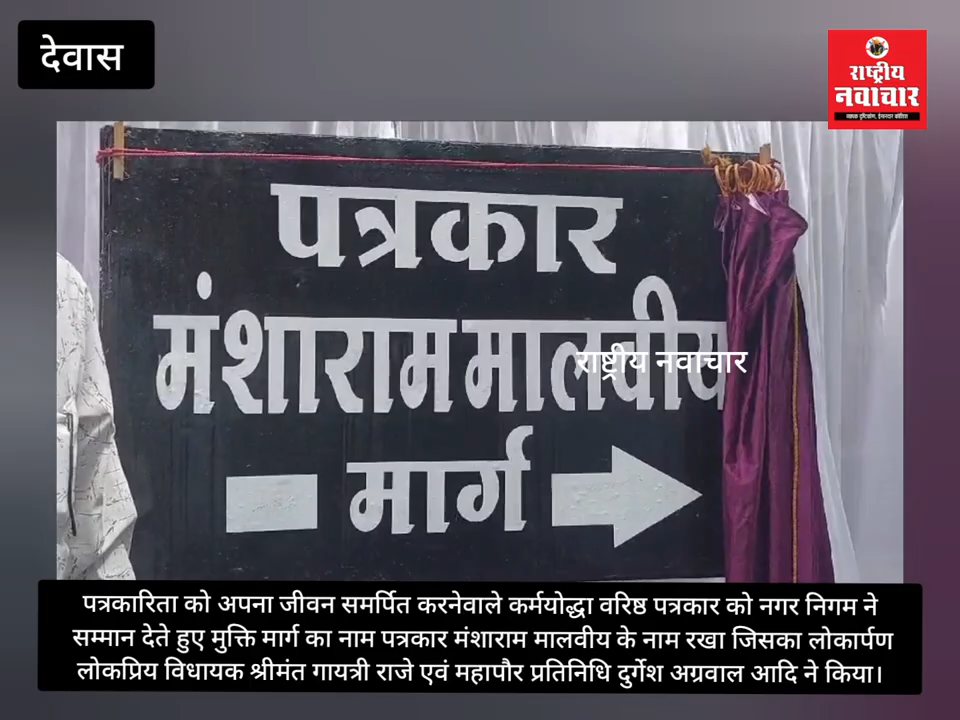 देवास
राष्ट्रीय
नवाचार
पत्रकार
मंशाराम मालवीय
राष्ट्रीय नवाचार
मार्ग
पत्रकारिता को अपना जीवन समर्पित करनेवाले कर्मयोद्धा वरिष्ठ पत्रकार को नगर निगम ने
सम्मान देते हुए मुक्ति मार्ग का नाम पत्रकार मंशाराम मालवीय के नाम रखा जिसका लोकार्पण
लोकप्रिय विधायक श्रीमंत गायत्री राजे एवं महापौर प्रतिनिधि दुर्गेश अग्रवाल आदि ने किया।